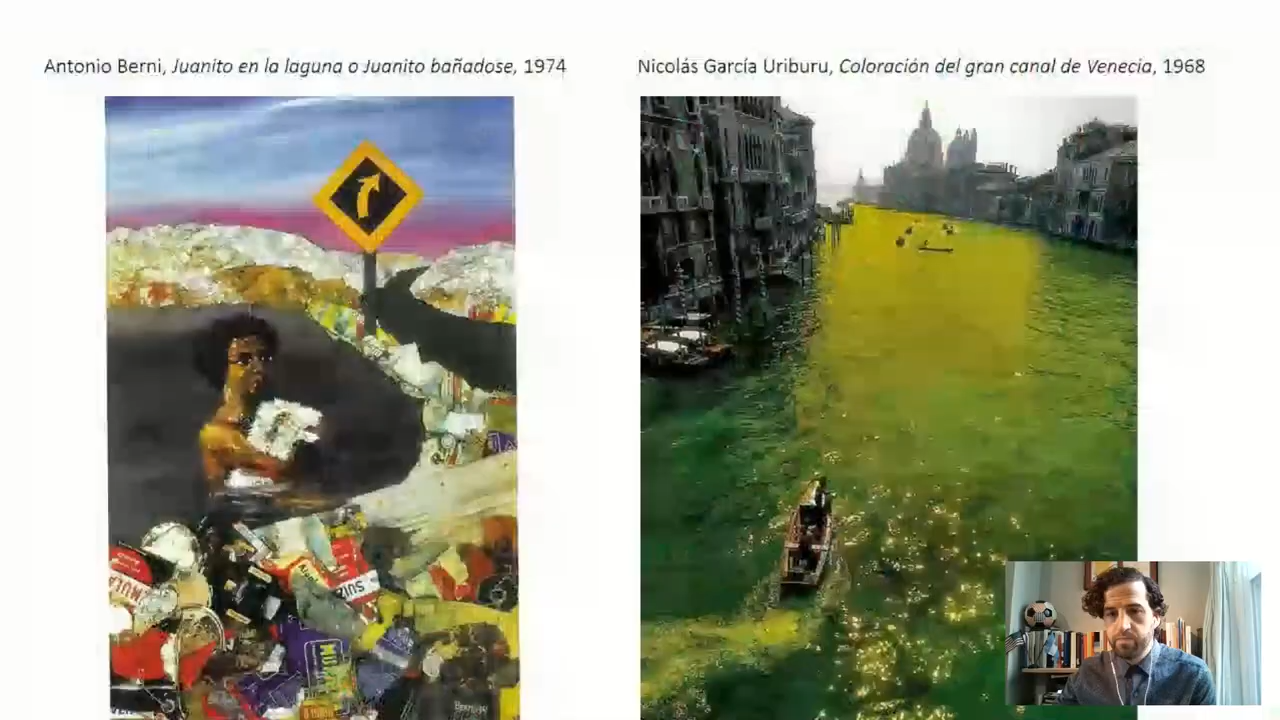 Antonio Berni, Juanito en la laguna o Juanito bañadose, 1974
Nicolás García Uriburu, Coloración del gran canal de Venecia, 1968